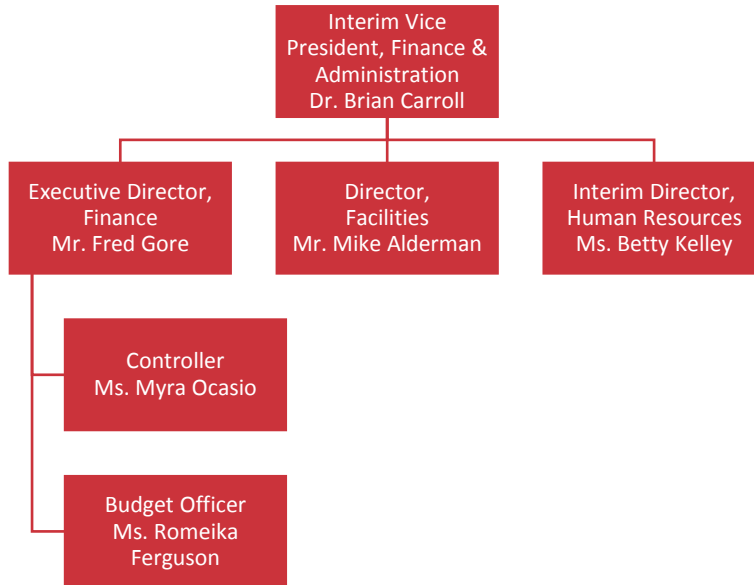 Interim Vice
President, Finance &
Administration
Dr. Brian Carroll
Executive Director,
Finance
Mr. Fred Gore
Director,
Facilities
Mr. Mike Alderman
Interim Director,
Human Resources
Ms. Betty Kelley
Controller
Ms. Myra Ocasio
Budget Officer
Ms. Romeika
Ferguson